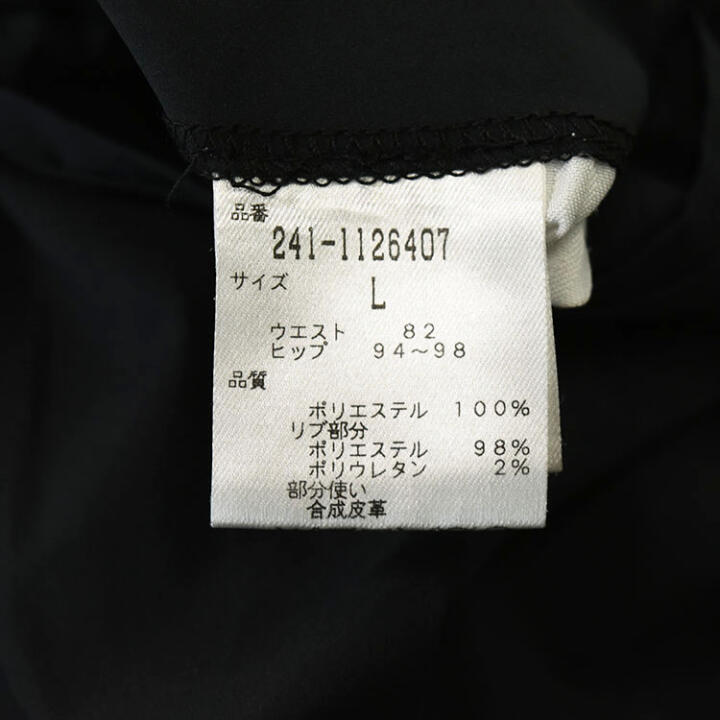 品番
241-1126407
サイズ
L
ウエスト 82
ヒップ 94～98
品質
ポリエステル 100%
リブ部分
ポリエステル 98%
ポリウレタン 2%
部分使い
合成皮革